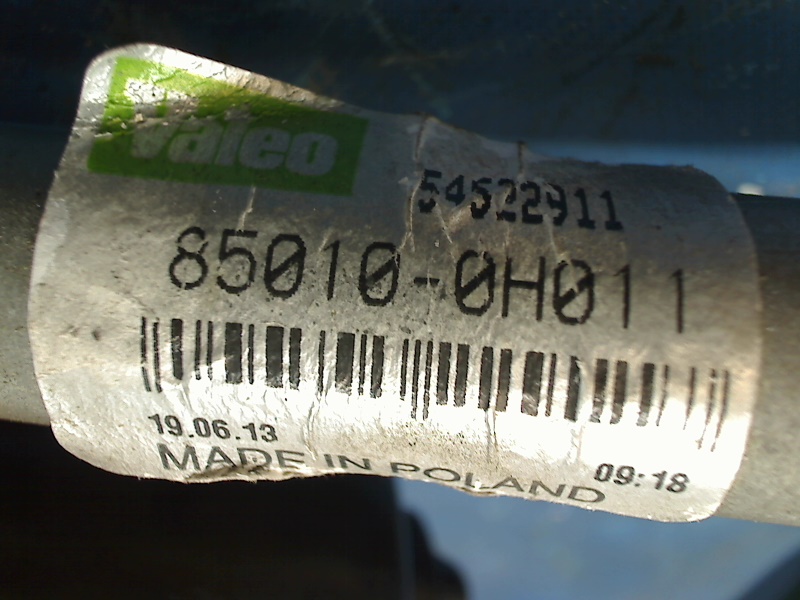 Valeo
54522911
85010-0H011
19.06.13
09:18
MADE IN POLAND